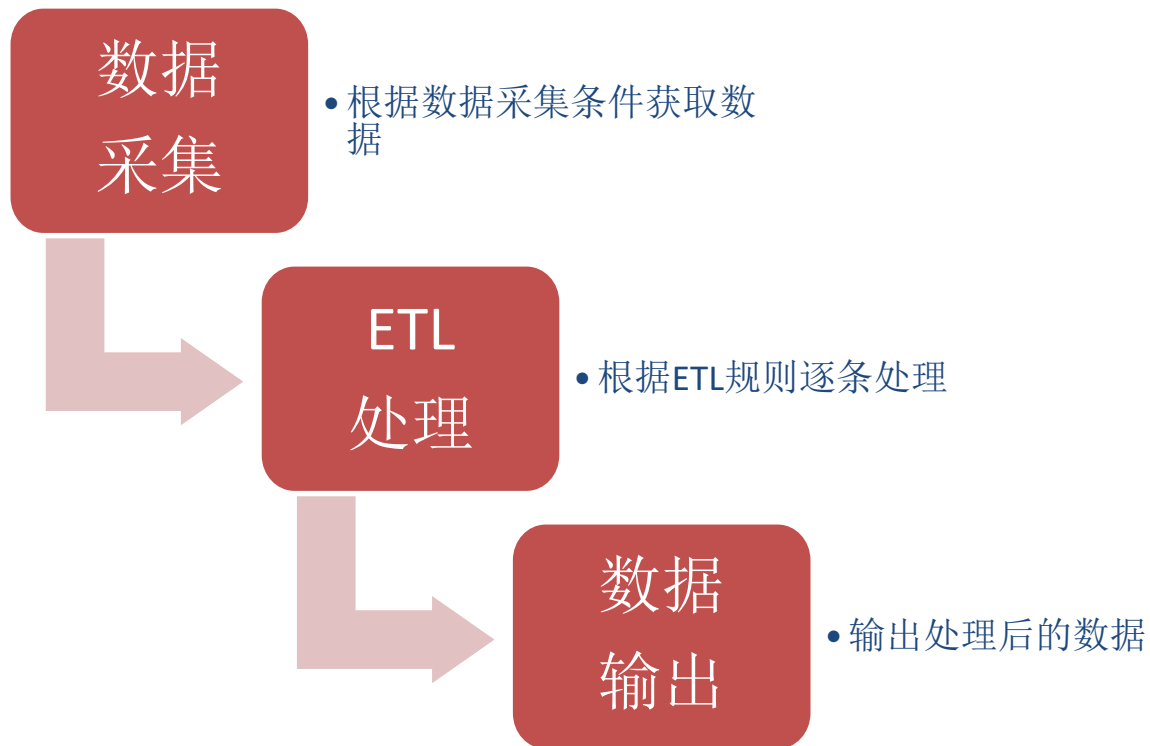 数据
采集
• 根据数据采集条件获取数
据
ETL
处理
• 根据ETL规则逐条处理
数据
输出
• 输出处理后的数据